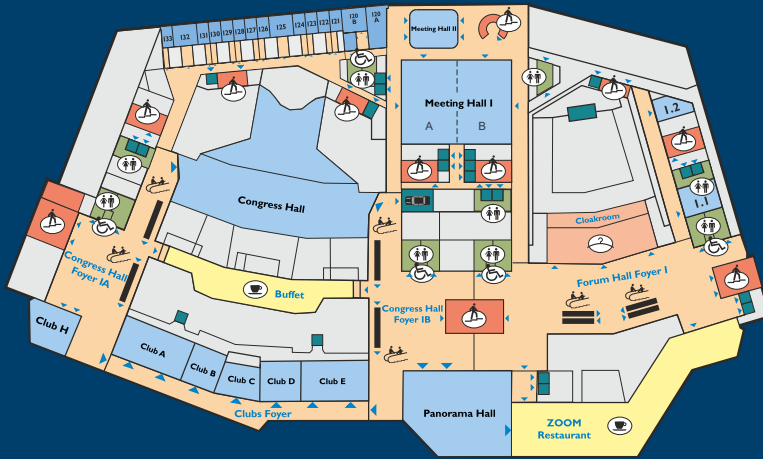 133
132
131
130
129
128
127
126
125
124
123
122
121
120
B
120
A
Meeting Hall II
Meeting Hall I
A
B
1.2
1.1
Congress Hall
Cloakroom
Congress Hall
Foyer IA
Buffet
Forum Hall Foyer I
Congress Hall
Foyer IB
Club H
Club A
Club B
Club C
Club D
Club E
Clubs Foyer
Panorama Hall
ZOOM
Restaurant